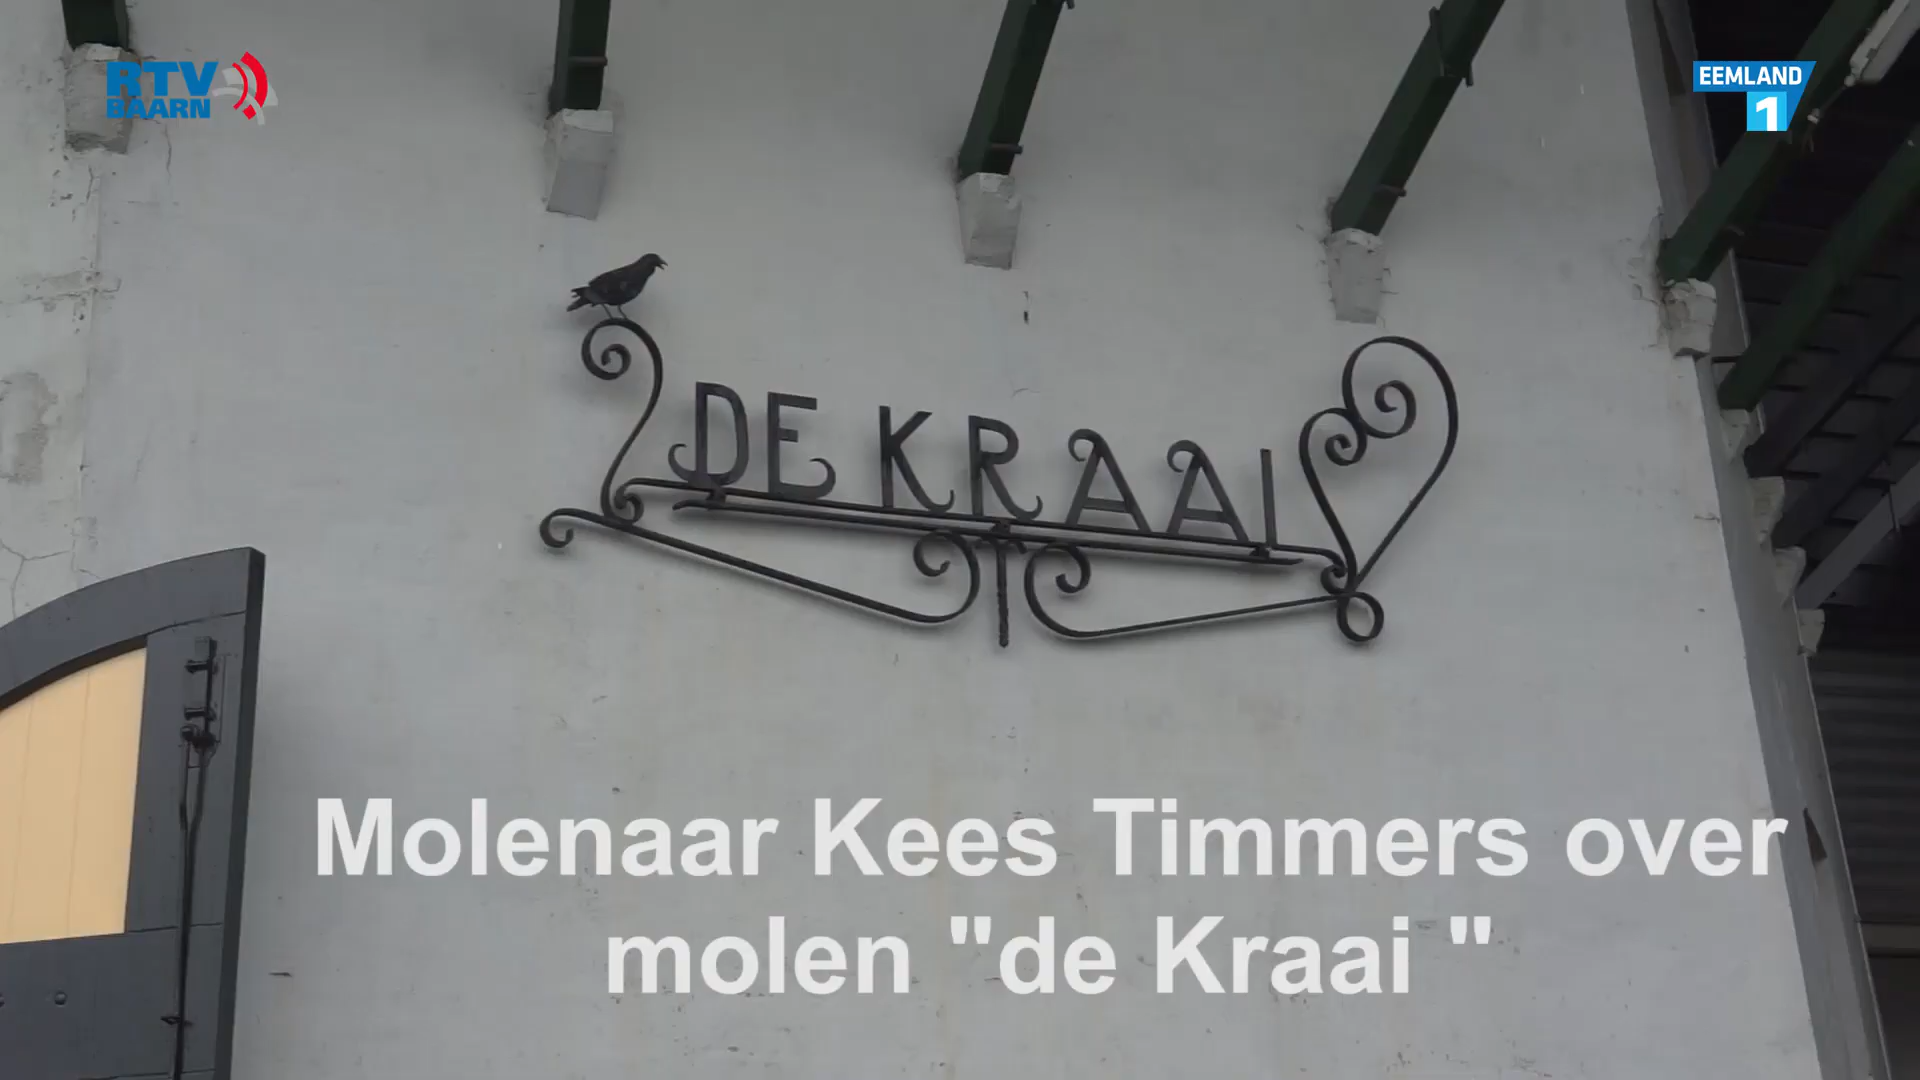 RTV
BAARN
EEMLAND
1
DE KRAAI
Molenaar Kees Timmers over
molen "de Kraai "